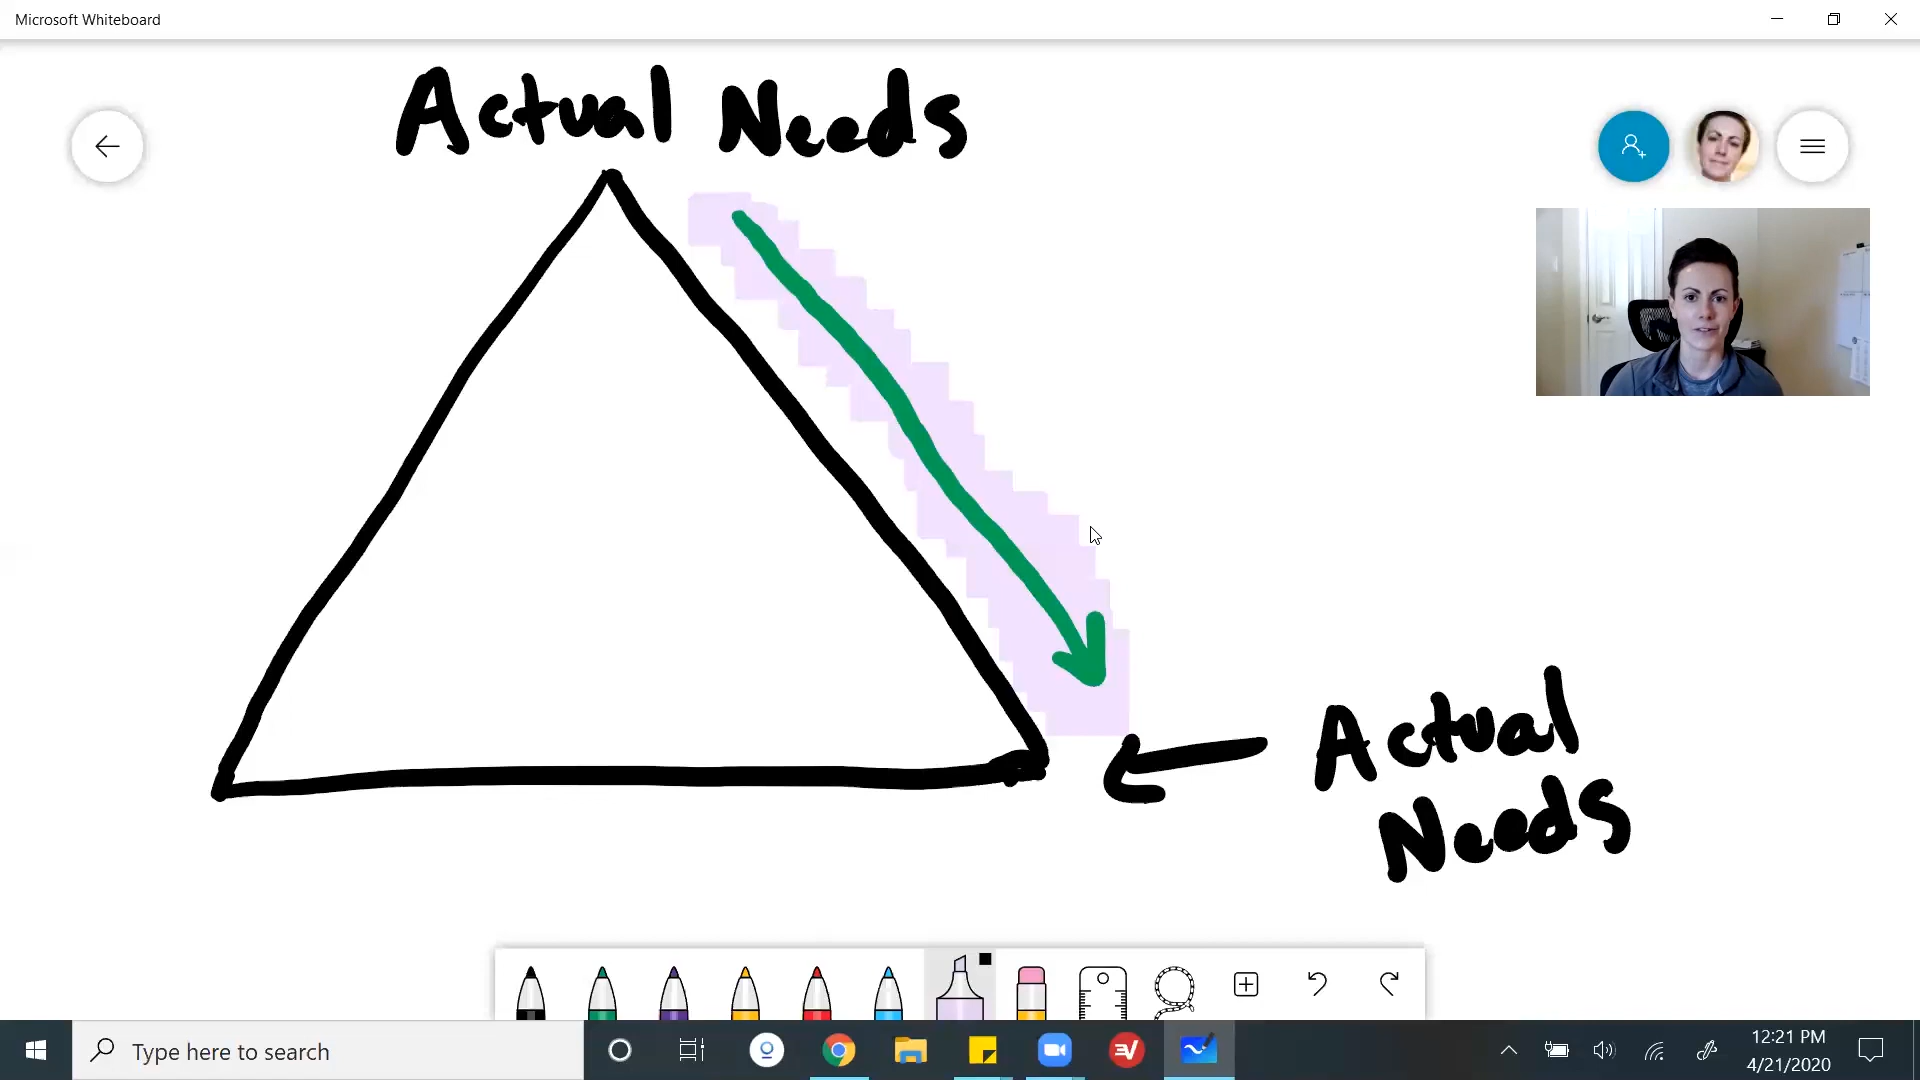 Microsoft Whiteboard
Actual Needs
Actual
Needs
Type here to search
12:21 PM
4/21/2020